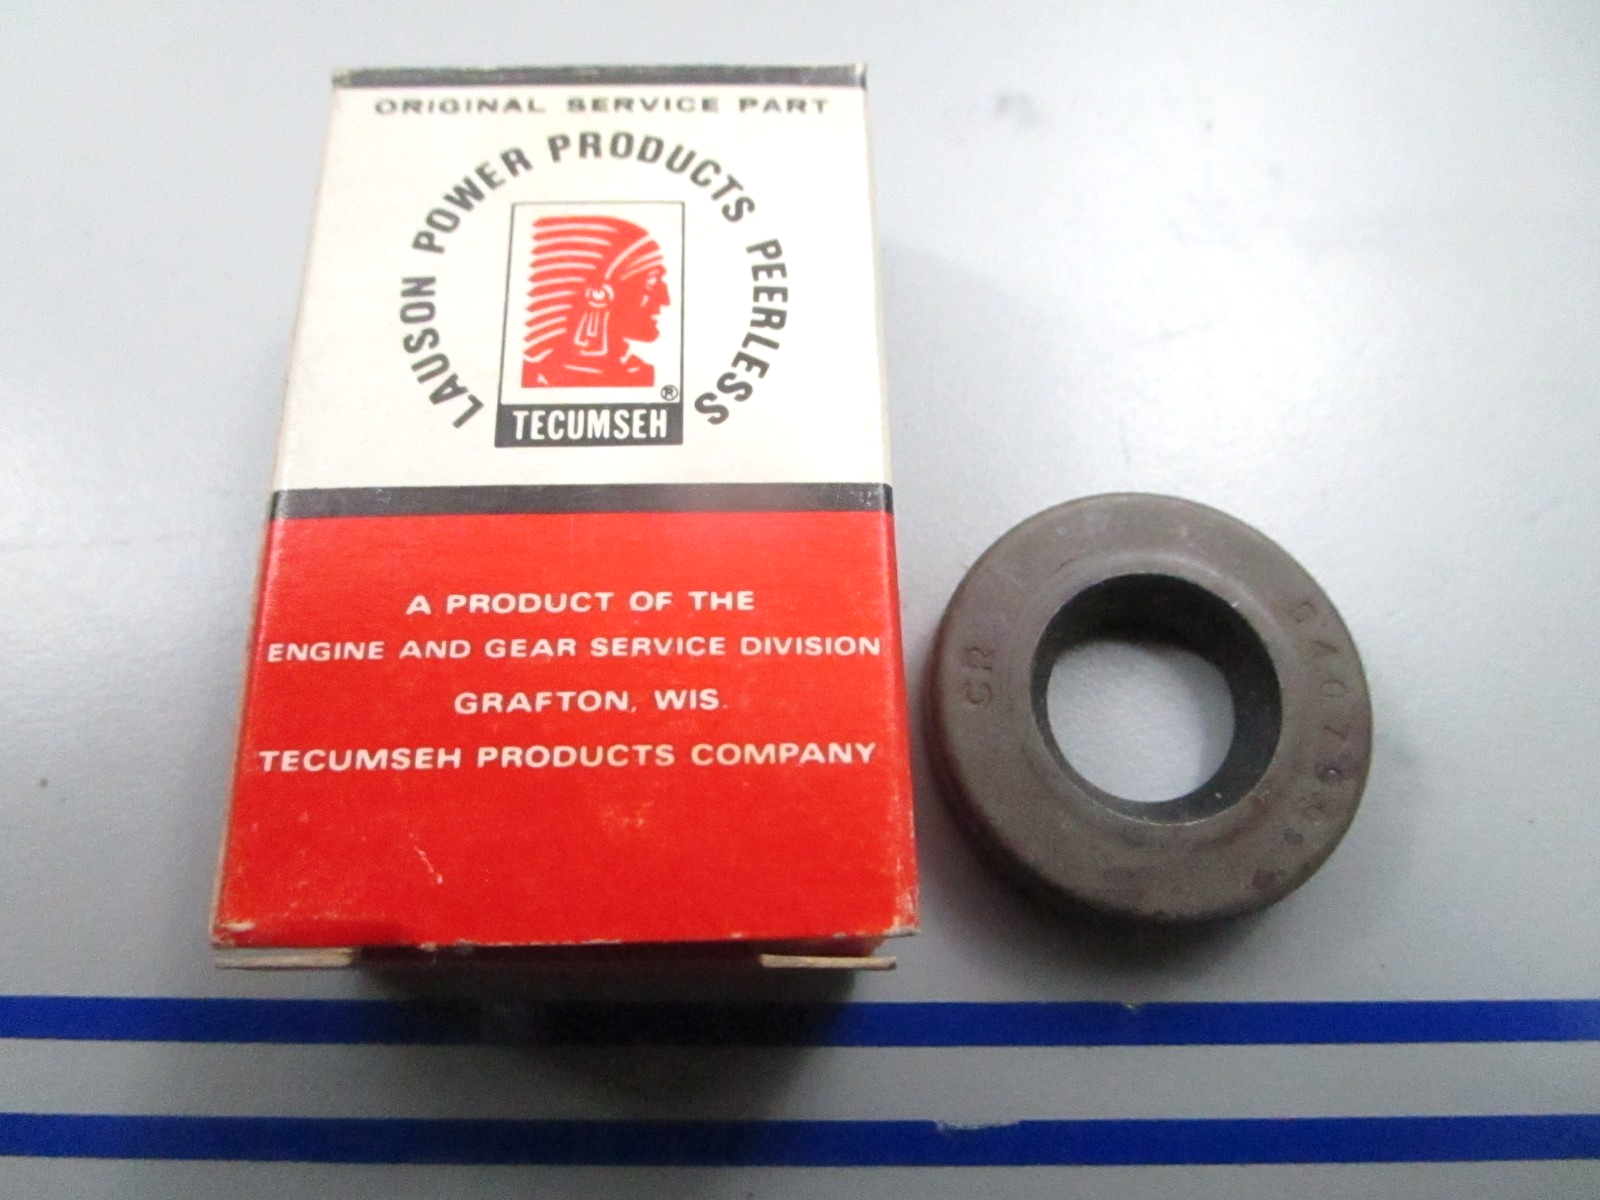 ORIGINAL SERVICE PART
LAUSON POWER PRODUCTS PEERLESS
®
TECUMSEH
A PRODUCT OF THE
ENGINE AND GEAR SERVICE DIVISION
GRAFTON, WIS.
TECUMSEH PRODUCTS COMPANY
CR